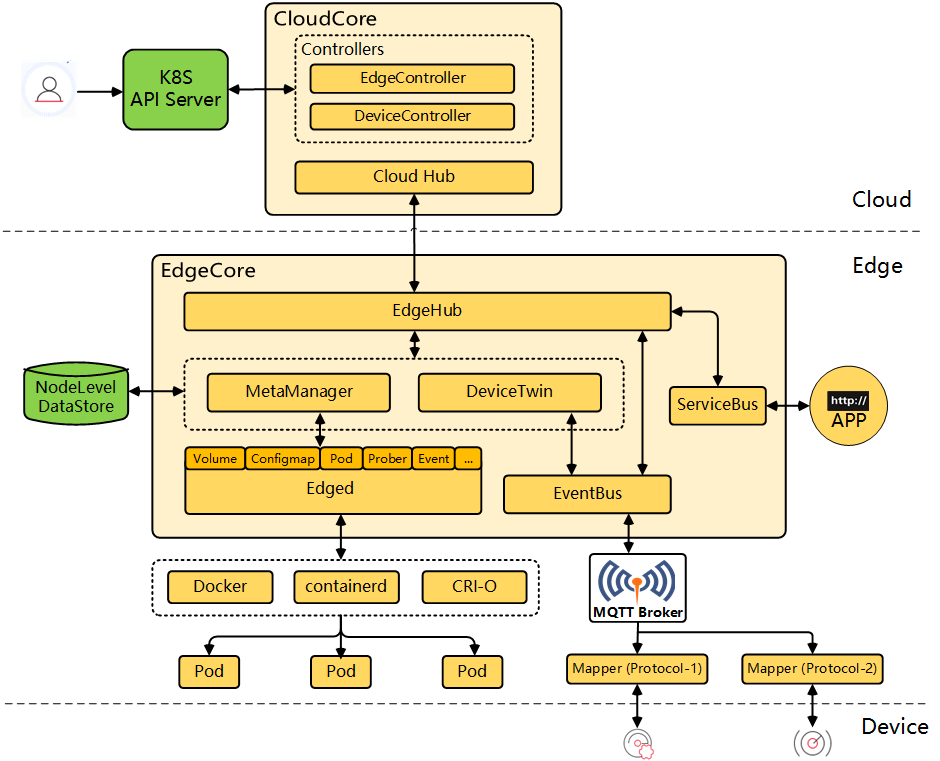 CloudCore
Controllers
EdgeController
DeviceController
K8S
API Server
Cloud Hub
Cloud
Edge
EdgeCore
EdgeHub
NodeLevel
DataStore
MetaManager
DeviceTwin
ServiceBus
http://
APP
Volume
Configmap
Pod
Prober
Event
...
Edged
EventBus
Docker
containerd
CRI-O
MQTT Broker
Pod
Pod
Pod
Mapper (Protocol-1)
Mapper (Protocol-2)
Device